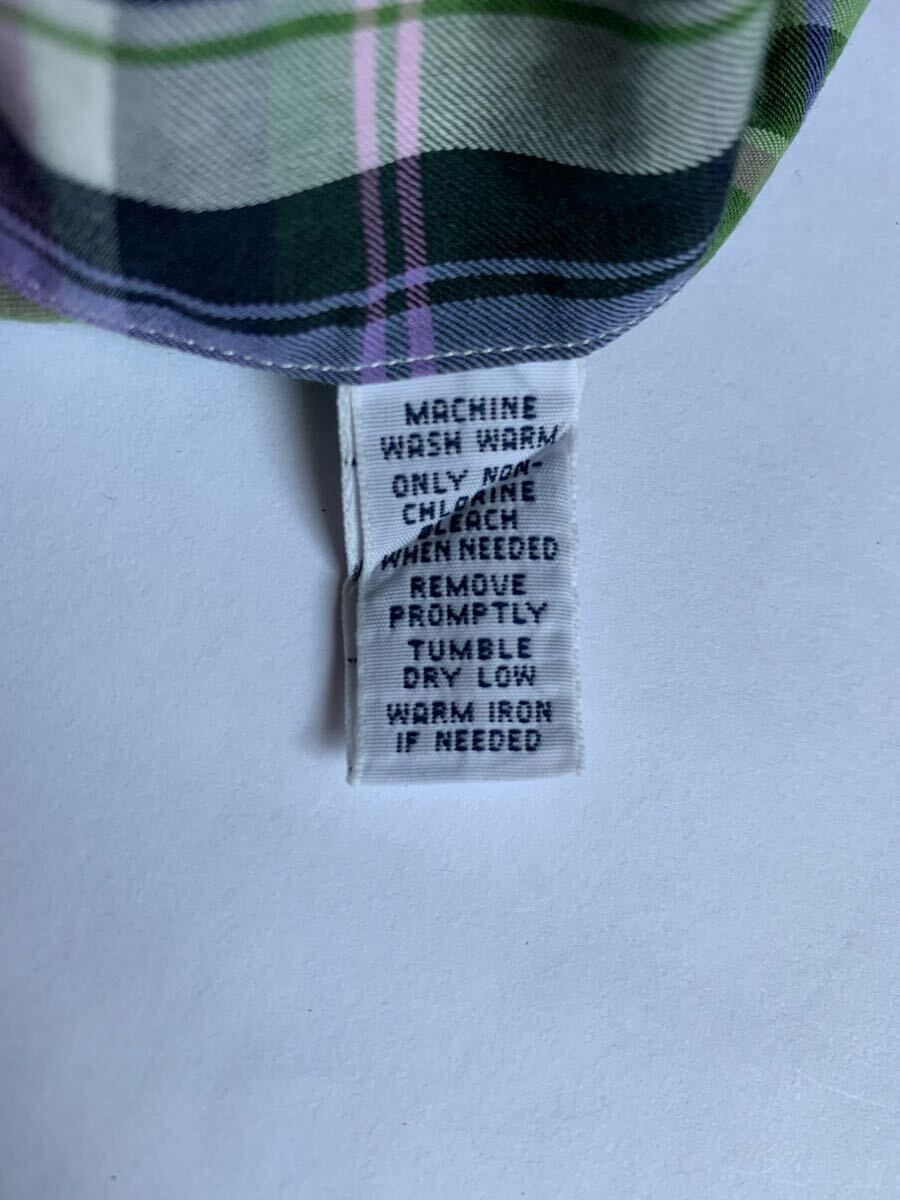 MACHINE
WASH WARM
ONLY NON-
CHLORINE
BLEACH
WHEN NEEDED
REMOVE
PROMPTLY
TUMBLE
DRY LOW
WARM IRON
IF NEEDED